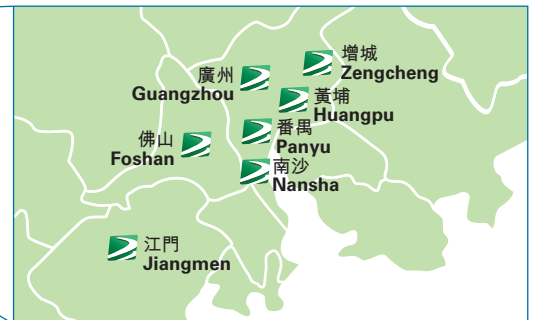 增城
Zengcheng
廣州
Guangzhou
黃埔
Huangpu
番禺
Panyu
佛山
Foshan
南沙
Nansha
江門
Jiangmen